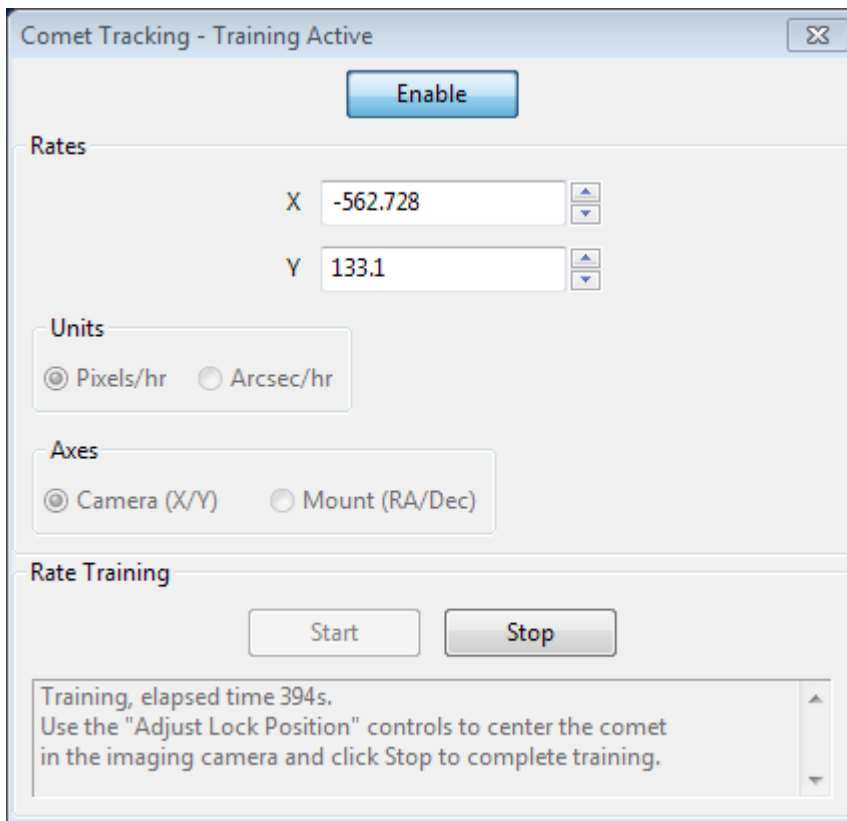 Comet Tracking - Training Active
Enable
Rates
X -562.728
Y 133.1
Units
Pixels/hr Arcsec/hr
Axes
Camera (X/Y) Mount (RA/Dec)
Rate Training
Start Stop
Training, elapsed time 394s.
Use the "Adjust Lock Position" controls to center the comet
in the imaging camera and click Stop to complete training.